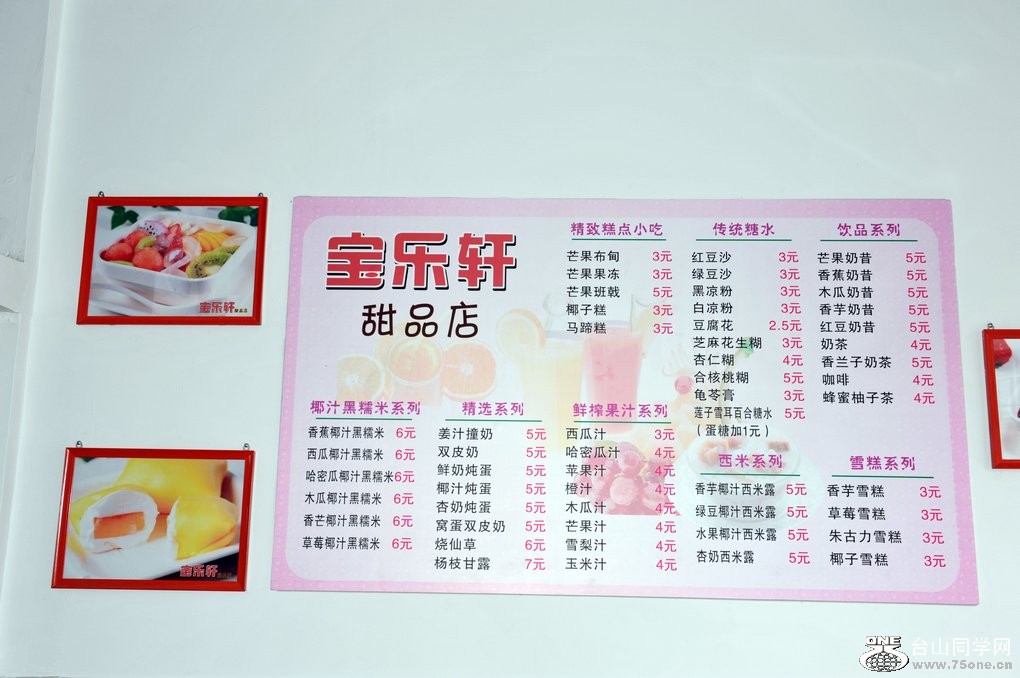 宝乐轩
甜品店
精致糕点小吃
芒果布甸 3元
芒果果冻 3元
芒果班戟 5元
椰子糕 3元
马蹄糕 3元
传统糖水
红豆沙 3元
绿豆沙 3元
黑凉粉 3元
白凉粉 3元
豆腐花 2.5元
芝麻花生糊 3元
杏仁糊 4元
合核桃糊 5元
龟苓膏 3元
莲子雪耳百合糖水 5元
(蛋糖加1元)
饮品系列
芒果奶昔 5元
香蕉奶昔 5元
木瓜奶昔 5元
香芋奶昔 5元
红豆奶昔 5元
奶茶 4元
香兰子奶茶 5元
咖啡 4元
蜂蜜柚子茶 4元
椰汁黑糯米系列
香蕉椰汁黑糯米 6元
西瓜椰汁黑糯米 6元
哈密瓜椰汁黑糯米 6元
木瓜椰汁黑糯米 6元
香芒椰汁黑糯米 6元
草莓椰汁黑糯米 6元
精选系列
姜汁撞奶 5元
双皮奶 5元
鲜奶炖蛋 5元
椰汁炖蛋 5元
杏奶炖蛋 5元
窝蛋双皮奶 5元
烧仙草 6元
杨枝甘露 7元
鲜榨果汁系列
西瓜汁 3元
哈密瓜汁 3元
苹果汁 4元
橙汁 4元
木瓜汁 4元
芒果汁 4元
雪梨汁 4元
玉米汁 4元
西米系列
香芋椰汁西米露 5元
绿豆椰汁西米露 5元
水果椰汁西米露 5元
杏奶西米露 5元
雪糕系列
香芋雪糕 3元
草莓雪糕 3元
朱古力雪糕 3元
椰子雪糕 3元
宝乐轩
宝乐轩
ONE
台山同学网
www.75one.cn